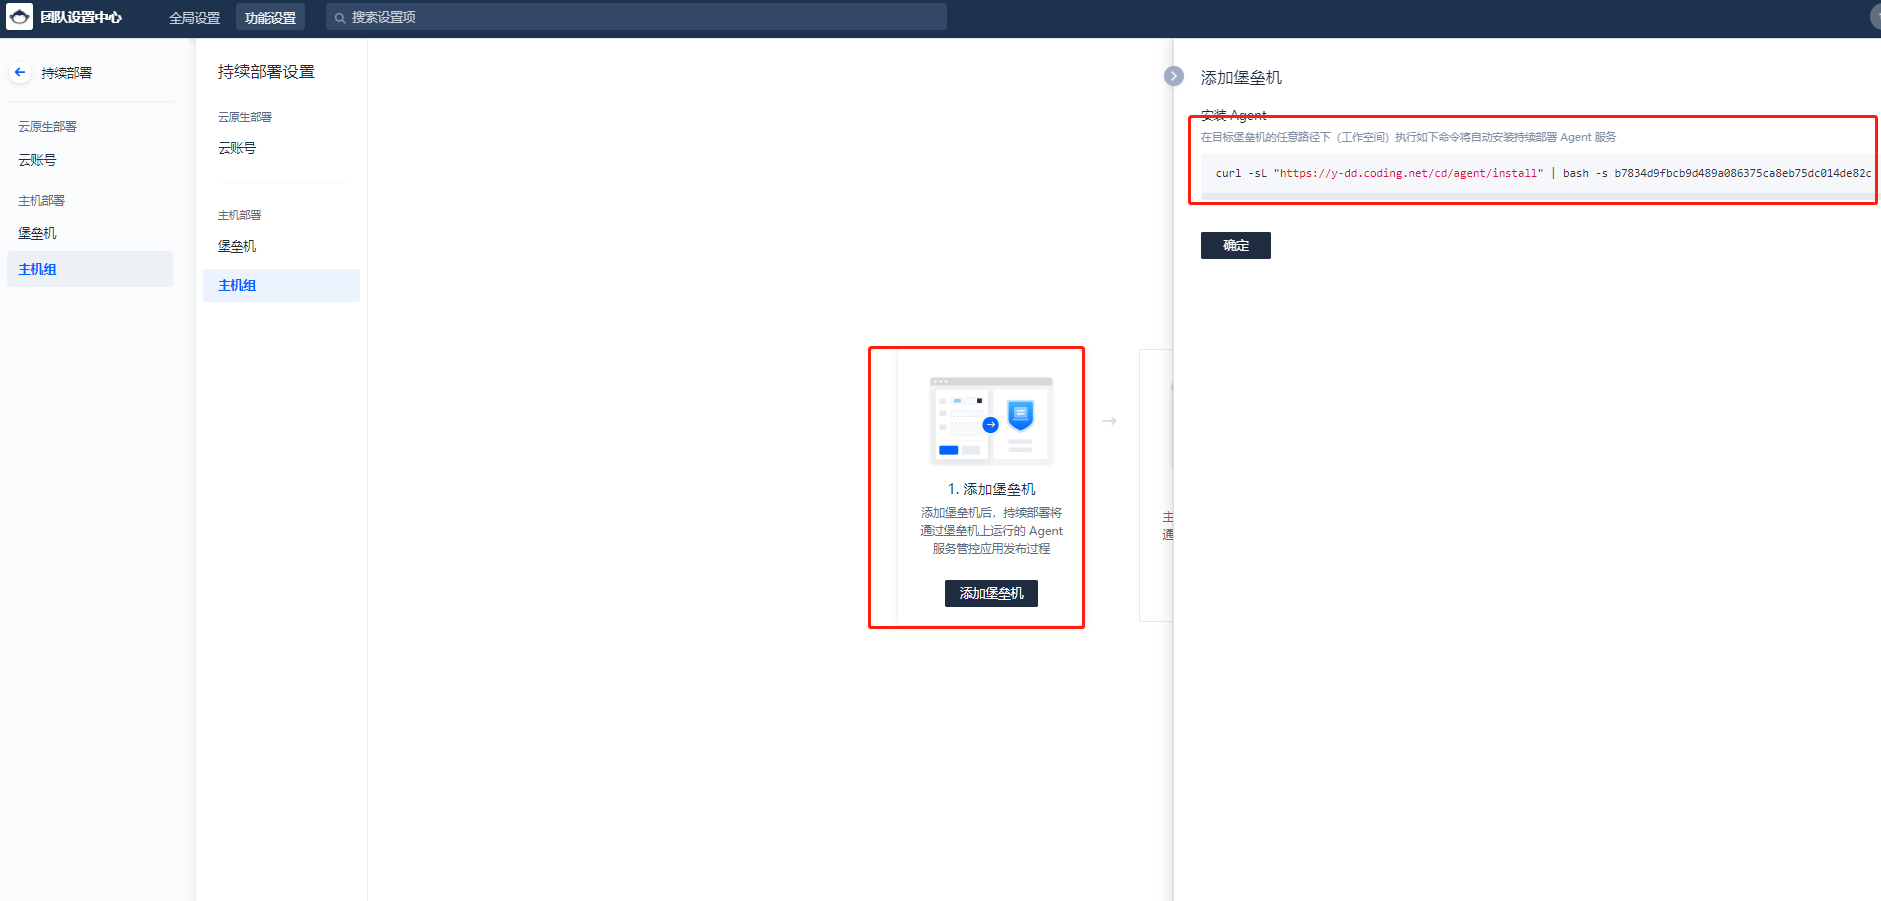 团队设置中心
全局设置
功能设置
搜索设置项
持续部署
云原生部署
云账号
主机部署
堡垒机
主机组
持续部署设置
云原生部署
云账号
主机部署
堡垒机
主机组
1. 添加堡垒机
添加堡垒机后，持续部署将
通过堡垒机上运行的 Agent
服务管控应用发布过程
添加堡垒机
主
通
添加堡垒机
安装 Agent
在目标堡垒机的任意路径下（工作空间）执行如下命令将自动安装持续部署 Agent 服务
curl -sL "https://y-dd.coding.net/cd/agent/install" | bash -s b7834d9fbcb9d489a086375ca8eb75dc014de82c
确定